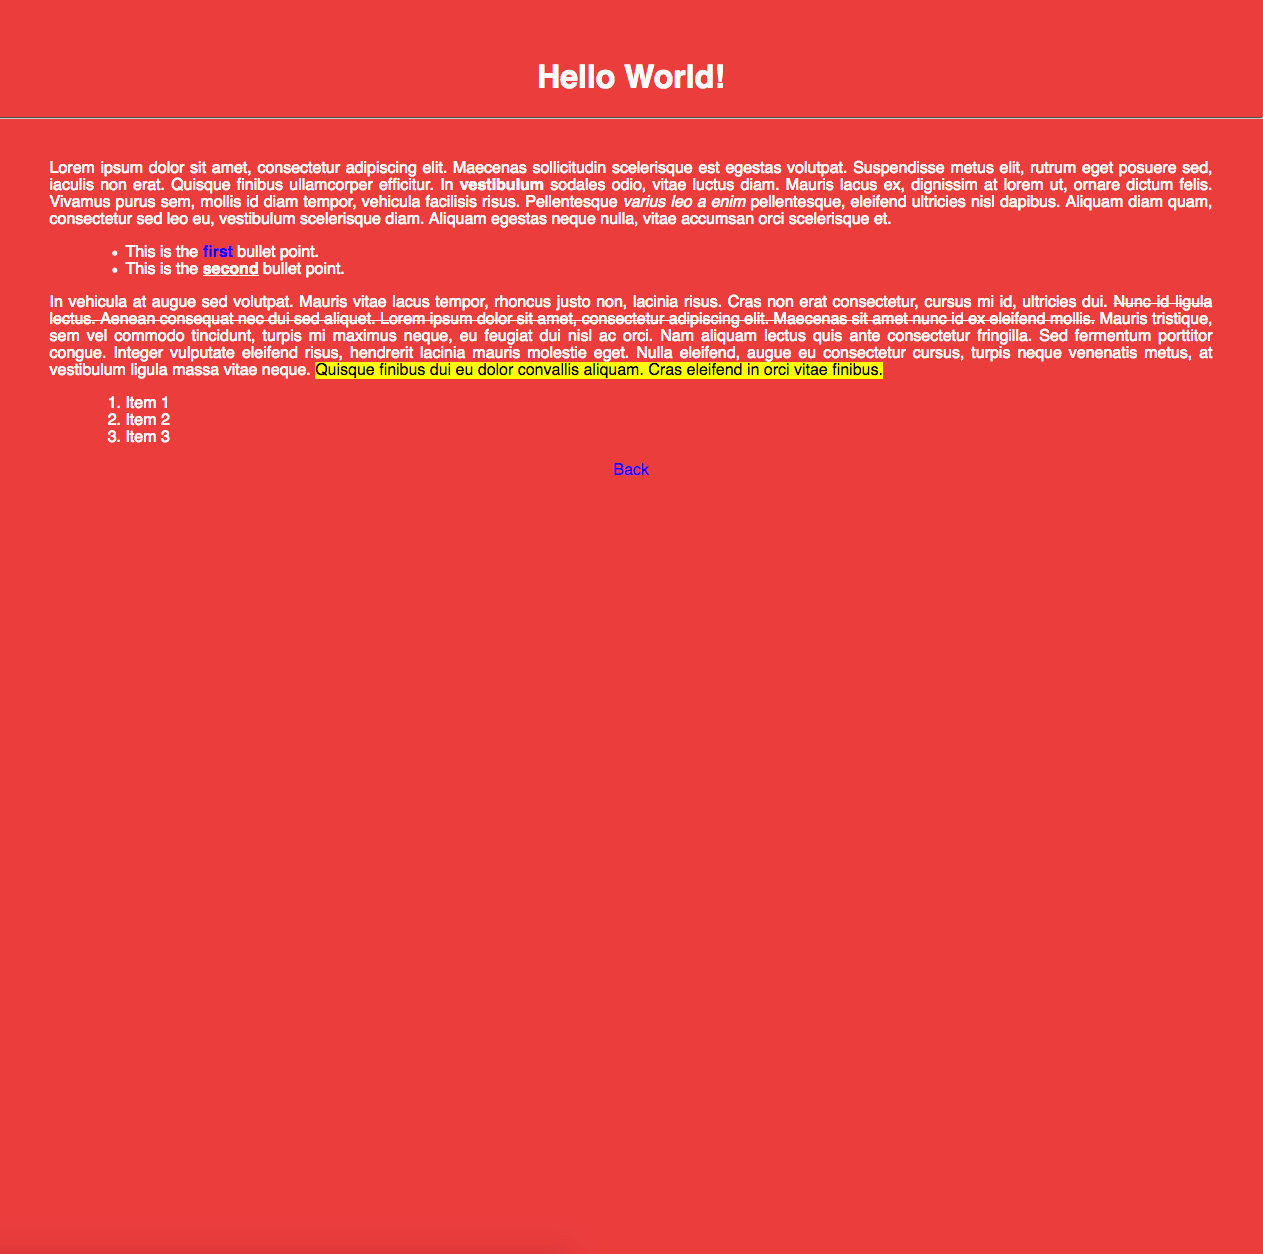 Hello World!
Lorem ipsum dolor sit amet, consectetur adipiscing elit. Maecenas sollicitudin scelerisque est egestas volutpat. Suspendisse metus elit, rutrum eget posuere sed,
iaculis non erat. Quisque finibus ullamcorper efficitur. In vestibulum sodales odio, vitae luctus diam. Mauris lacus ex, dignissim at lorem ut, ornare dictum felis.
Vivamus purus sem, mollis id diam tempor, vehicula facilisis risus. Pellentesque varius leo a enim pellentesque, eleifend ultricies nisl dapibus. Aliquam diam quam,
consectetur sed leo eu, vestibulum scelerisque diam. Aliquam egestas neque nulla, vitae accumsan orci scelerisque et.
• This is the first bullet point.
• This is the second bullet point.
In vehicula at augue sed volutpat. Mauris vitae lacus tempor, rhoncus justo non, lacinia risus. Cras non erat consectetur, cursus mi id, ultricies dui. Nunc id ligula
lectus. Aenean consequat nec dui sed aliquet. Lorem ipsum dolor sit amet, consectetur adipiscing elit. Maecenas sit amet nunc id ex eleifend mollis. Mauris tristique,
sem vel commodo tincidunt, turpis mi maximus neque, eu feugiat dui nisl ac orci. Nam aliquam lectus quis ante consectetur fringilla. Sed fermentum porttitor
congue. Integer vulputate eleifend risus, hendrerit lacinia mauris molestie eget. Nulla eleifend, augue eu consectetur cursus, turpis neque venenatis metus, at
vestibulum ligula massa vitae neque. Quisque finibus dui eu dolor convallis aliquam. Cras eleifend in orci vitae finibus.
1. Item 1
2. Item 2
3. Item 3
Back